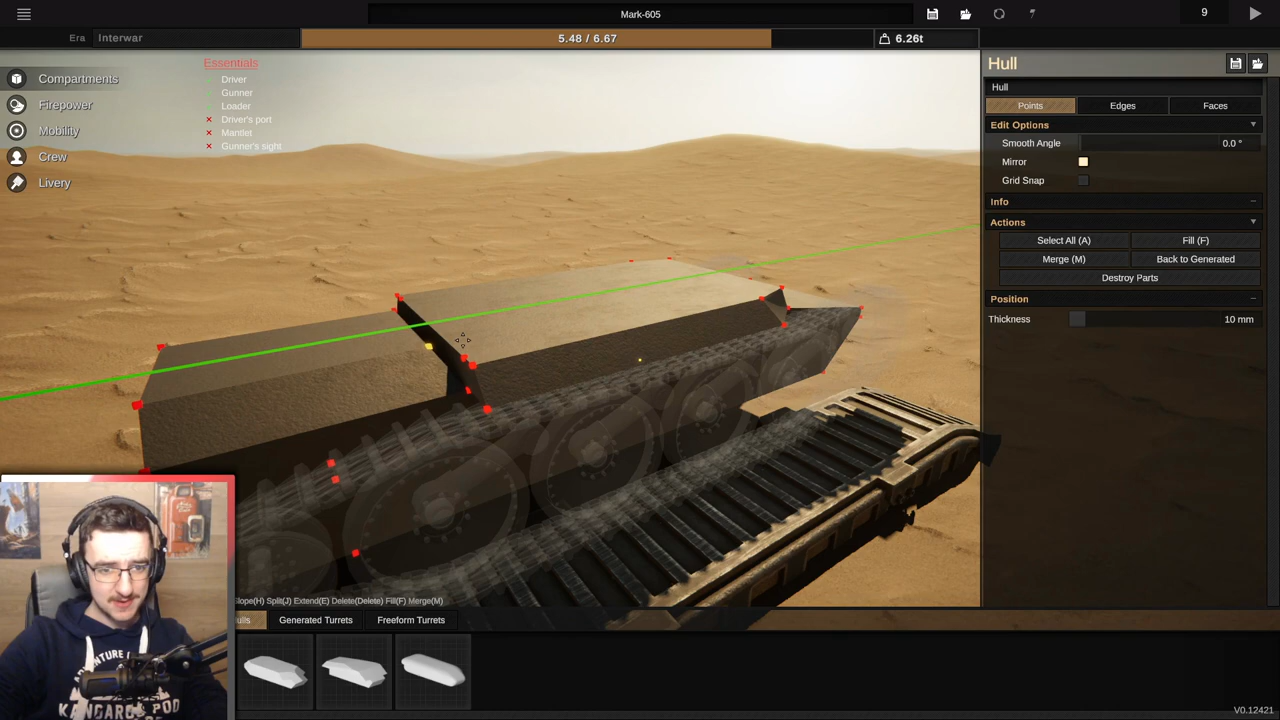 Mark-605
9
Era
Interwar
5.48 / 6.67
6.26t
Compartments
Firepower
Mobility
Crew
Livery
Essentials
Driver
Gunner
Loader
× Driver's port
× Mantlet
× Gunner's sight
Hull
Hull
Points
Edges
Faces
Edit Options
Smooth Angle
0.0 °
Mirror
Grid Snap
Info
Actions
Select All (A)
Fill (F)
Merge (M)
Back to Generated
Destroy Parts
Position
Thickness
10 mm
Slope(H) Split(J) Extend(E) Delete(Delete) Fill(F) Merge(M)
Generated Turrets
Freeform Turrets
KANGAROO POD
V0.12421